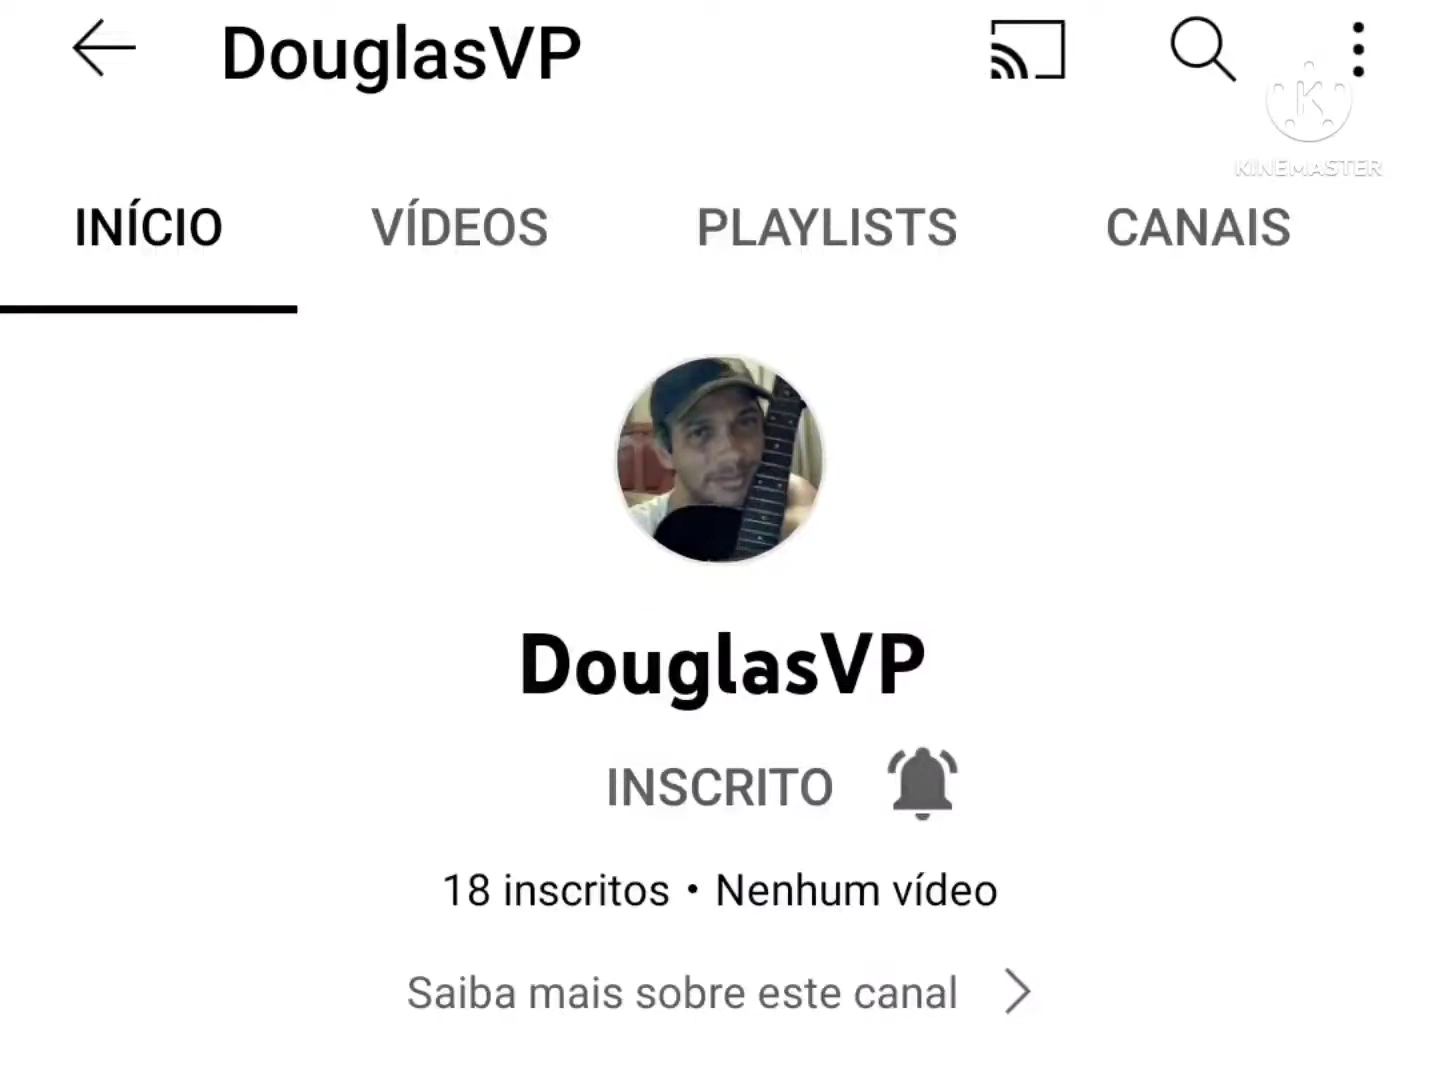 DouglasVP
KINEMASTER
INÍCIO VÍDEOS PLAYLISTS CANAIS
DouglasVP
INSCRITO
18 inscritos • Nenhum vídeo
Saiba mais sobre este canal